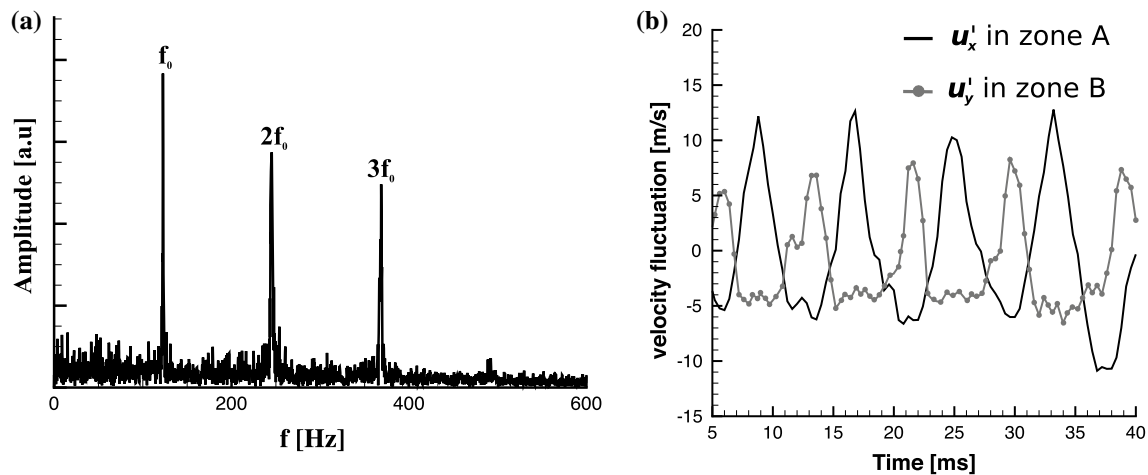 (a)
f₀
2f₀
3f₀
Amplitude [a.u]
0
200
400
600
f [Hz]
(b)
u'x in zone A
u'y in zone B
velocity fluctuation [m/s]
20
15
10
5
0
-5
-10
-15
5
10
15
20
25
30
35
40
Time [ms]